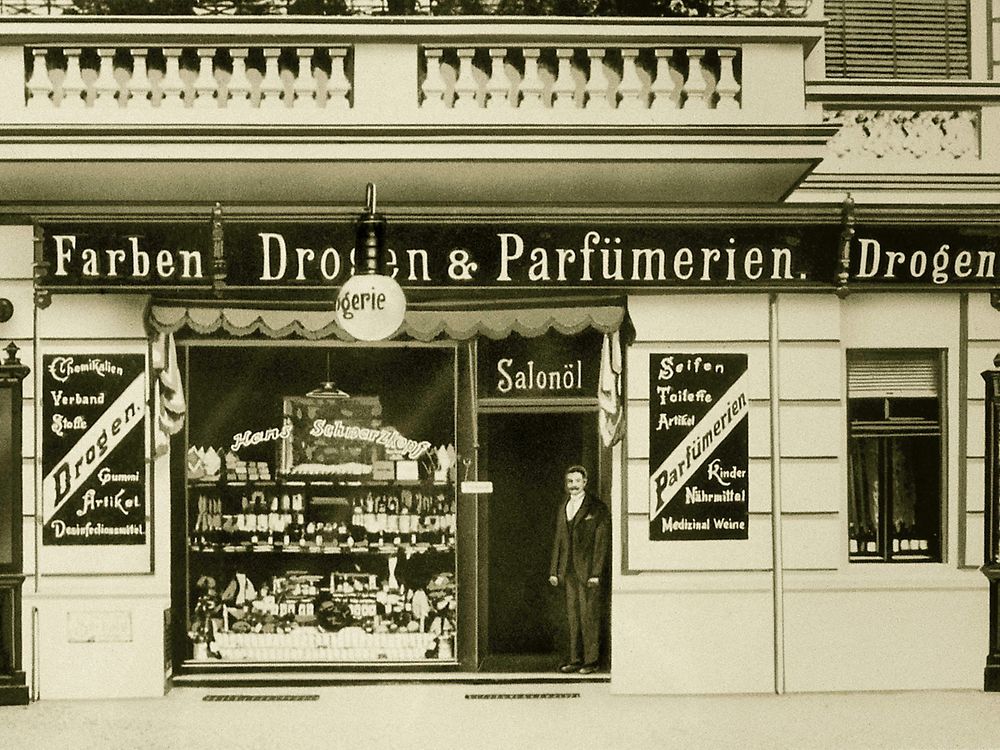 Farben
Drogen & Parfümerien.
Drogen
ogerie
Salonöl
Chemikalien
Verband
Stoffe
Drogen.
Gummi
Artikel
Desinfectionsmittel
Hans Schwarzkopf
Seifen
Toilette
Artikel
Parfümerien
Kinder
Nährmittel
Medizinal Weine